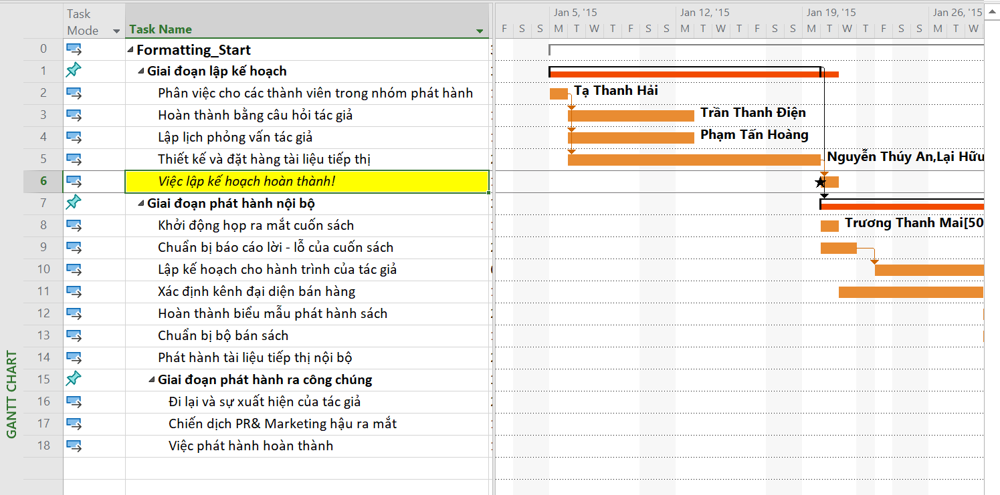 Task Mode
Task Name
Jan 5, '15 Jan 12, '15 Jan 19, '15 Jan 26, '15
F S S M T W T F S S M T W T F S S M T W T F S S M T W
0 Formatting_Start
1 Giai đoạn lập kế hoạch
2 Phân việc cho các thành viên trong nhóm phát hành Tạ Thanh Hải
3 Hoàn thành bằng câu hỏi tác giả Trần Thanh Điện
4 Lập lịch phỏng vấn tác giả Phạm Tấn Hoàng
5 Thiết kế và đặt hàng tài liệu tiếp thị Nguyễn Thúy An,Lại Hữu
6 Việc lập kế hoạch hoàn thành!
7 Giai đoạn phát hành nội bộ
8 Khởi động họp ra mắt cuốn sách Trương Thanh Mai[50
9 Chuẩn bị báo cáo lời - lỗ của cuốn sách
10 Lập kế hoạch cho hành trình của tác giả
11 Xác định kênh đại diện bán hàng
12 Hoàn thành biểu mẫu phát hành sách
13 Chuẩn bị bộ bán sách
14 Phát hành tài liệu tiếp thị nội bộ
15 Giai đoạn phát hành ra công chúng
16 Đi lại và sự xuất hiện của tác giả
17 Chiến dịch PR& Marketing hậu ra mắt
18 Việc phát hành hoàn thành
GANTT CHART